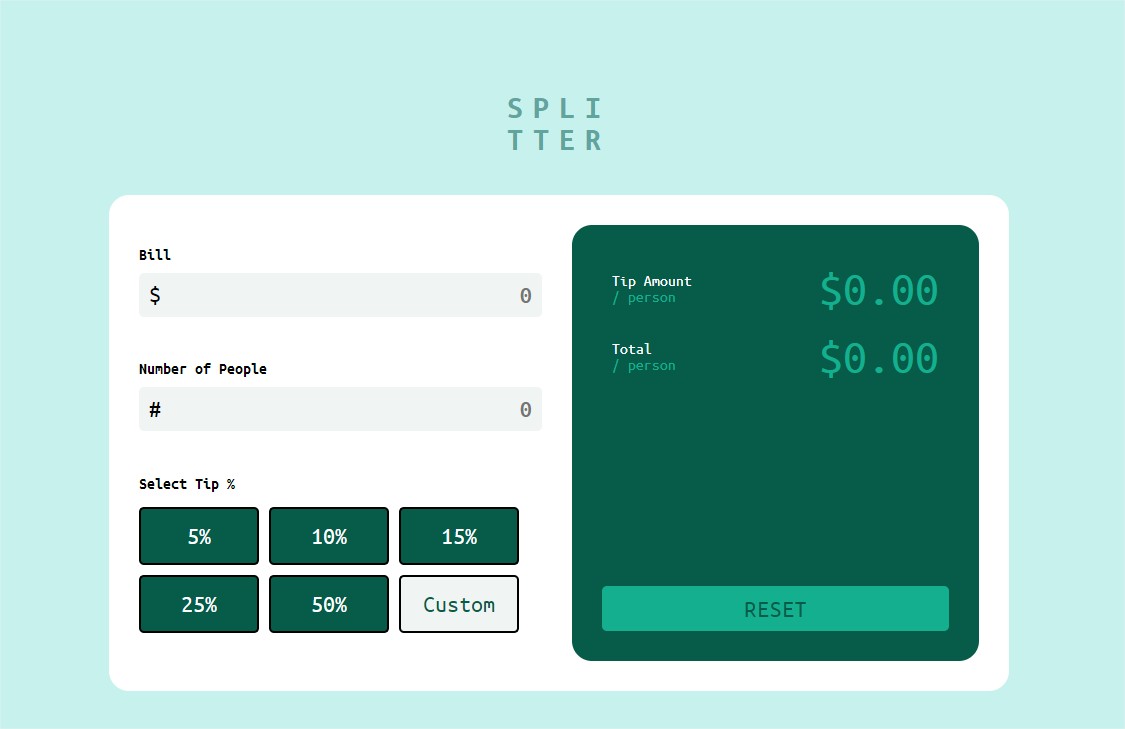 SPLI
TTER
Bill
$ 0
Number of People
# 0
Select Tip %
5% 10% 15%
25% 50% Custom
Tip Amount
/ person
$0.00
Total
/ person
$0.00
RESET